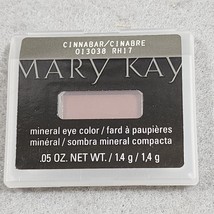 CINNABAR/CINABRE
013038 RH17
MARY KAY
mineral eye color / fard à paupières
minéral / sombra mineral compacta
.05 OZ. NET WT. / 1.4 g / 1,4 g